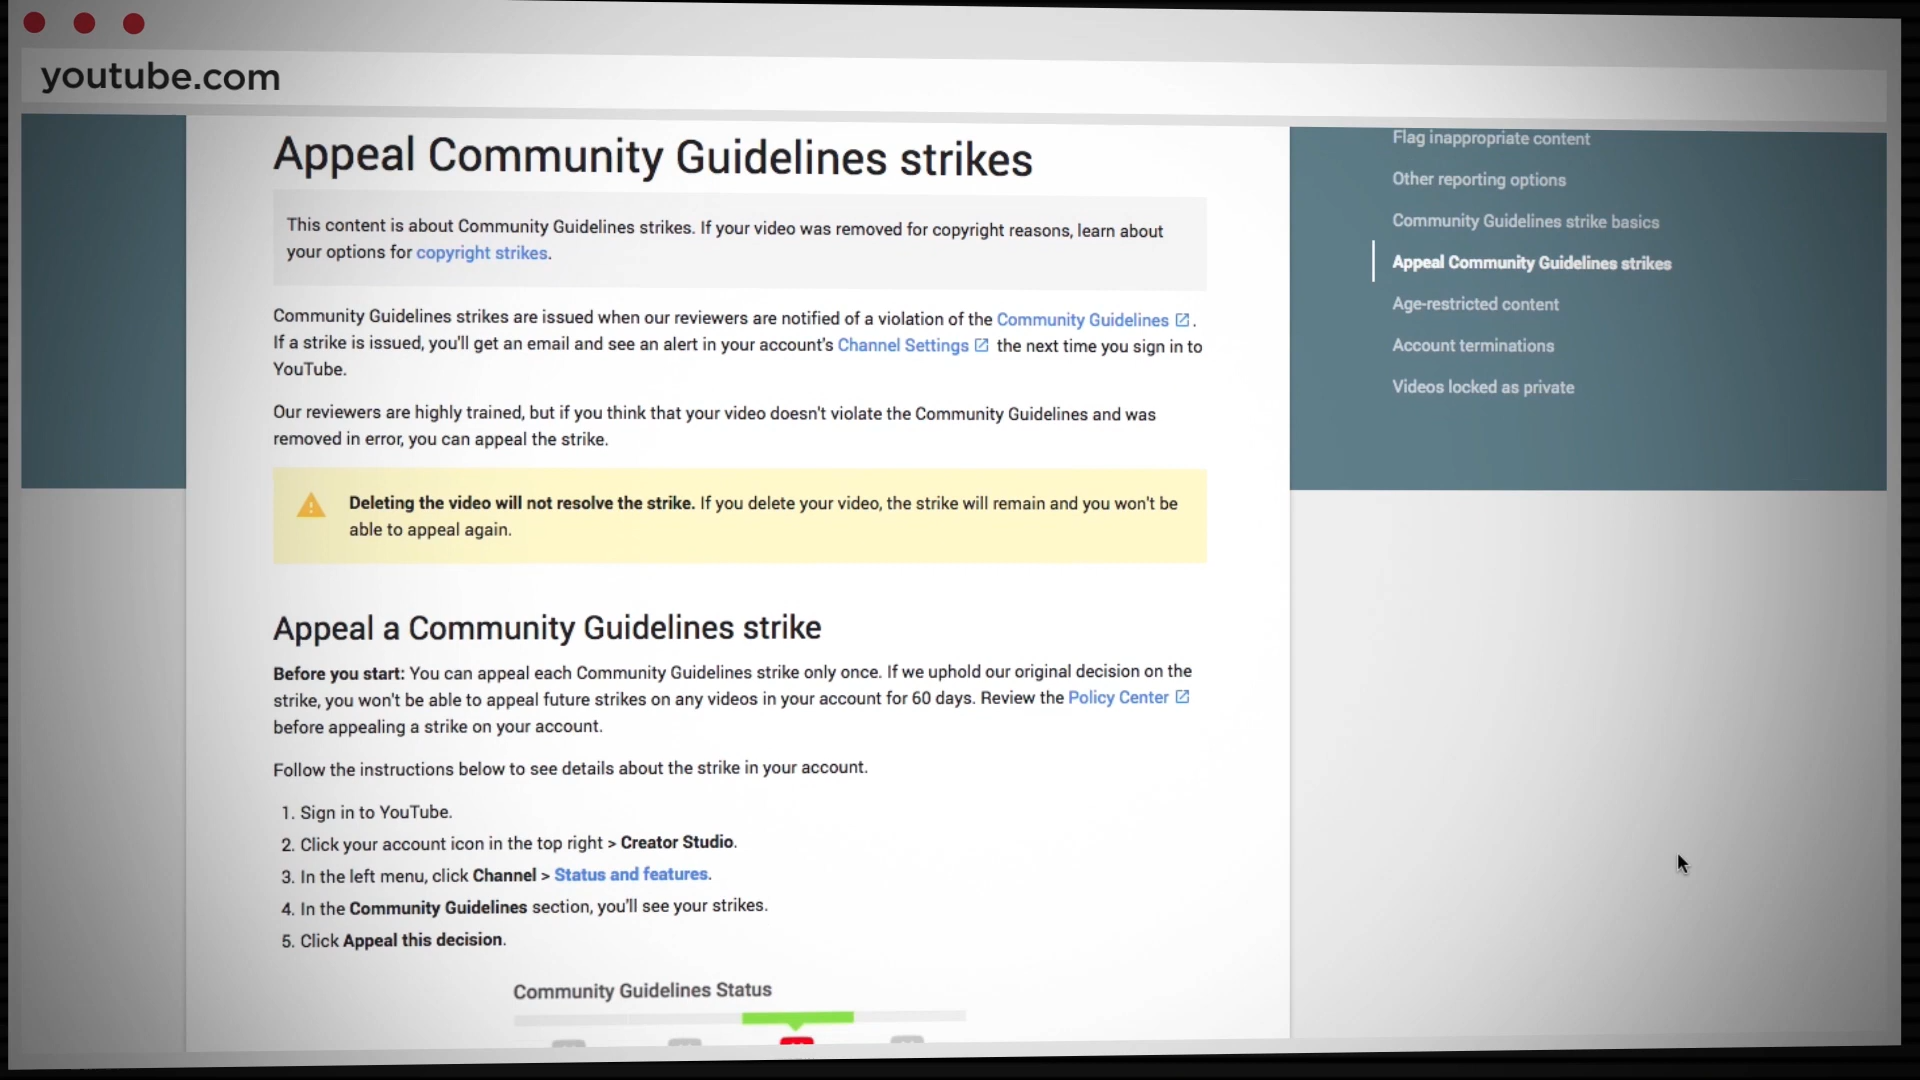 youtube.com
Appeal Community Guidelines strikes
This content is about Community Guidelines strikes. If your video was removed for copyright reasons, learn about
your options for copyright strikes.
Community Guidelines strikes are issued when our reviewers are notified of a violation of the Community Guidelines.
If a strike is issued, you'll get an email and see an alert in your account's Channel Settings the next time you sign in to
YouTube.
Our reviewers are highly trained, but if you think that your video doesn't violate the Community Guidelines and was
removed in error, you can appeal the strike.
Deleting the video will not resolve the strike. If you delete your video, the strike will remain and you won't be
able to appeal again.
Appeal a Community Guidelines strike
Before you start: You can appeal each Community Guidelines strike only once. If we uphold our original decision on the
strike, you won't be able to appeal future strikes on any videos in your account for 60 days. Review the Policy Center
before appealing a strike on your account.
Follow the instructions below to see details about the strike in your account.
1. Sign in to YouTube.
2. Click your account icon in the top right > Creator Studio.
3. In the left menu, click Channel > Status and features.
4. In the Community Guidelines section, you'll see your strikes.
5. Click Appeal this decision.
Community Guidelines Status
Flag inappropriate content
Other reporting options
Community Guidelines strike basics
Appeal Community Guidelines strikes
Age-restricted content
Account terminations
Videos locked as private